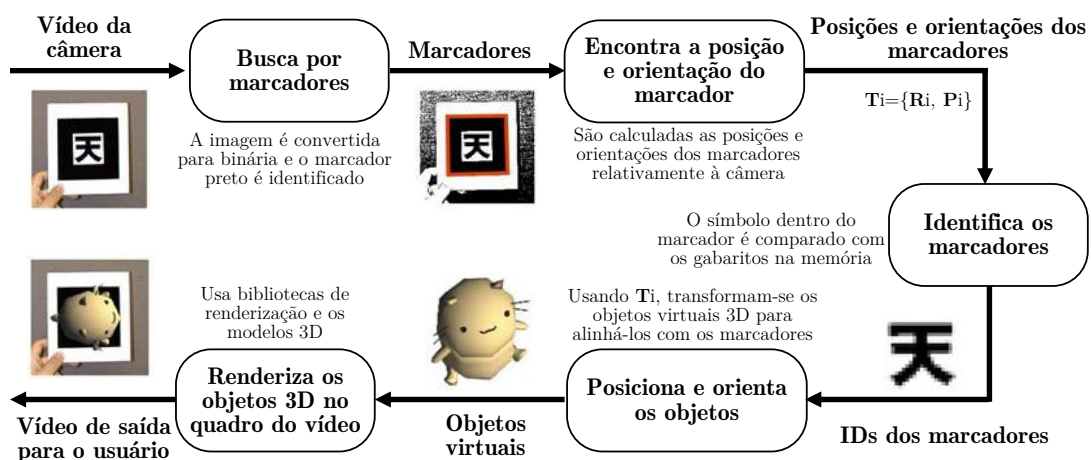 Vídeo da
câmera
Busca por
marcadores
A imagem é convertida
para binária e o marcador
preto é identificado
天
Marcadores
天
Encontra a posição
e orientação do
marcador
São calculadas as posições e
orientações dos marcadores
relativamente à câmera
Posições e orientações dos
marcadores
Ti={Ri, Pi}
Identifica os
marcadores
O símbolo dentro do
marcador é comparado com
os gabaritos na memória
天
IDs dos marcadores
Posiciona e orienta
os objetos
Usando Ti, transformam-se os
objetos virtuais 3D para
alinhá-los com os marcadores
Objetos
virtuais
Renderiza os
objetos 3D no
quadro do vídeo
Usa bibliotecas de
renderização e os
modelos 3D
Vídeo de saída
para o usuário